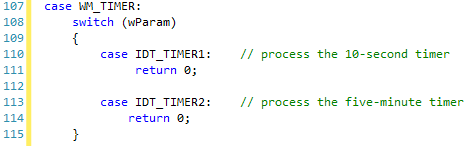 107 case WM_TIMER:
108 switch (wParam)
109 {
110 case IDT_TIMER1: // process the 10-second timer
111 return 0;
112
113 case IDT_TIMER2: // process the five-minute timer
114 return 0;
115 }